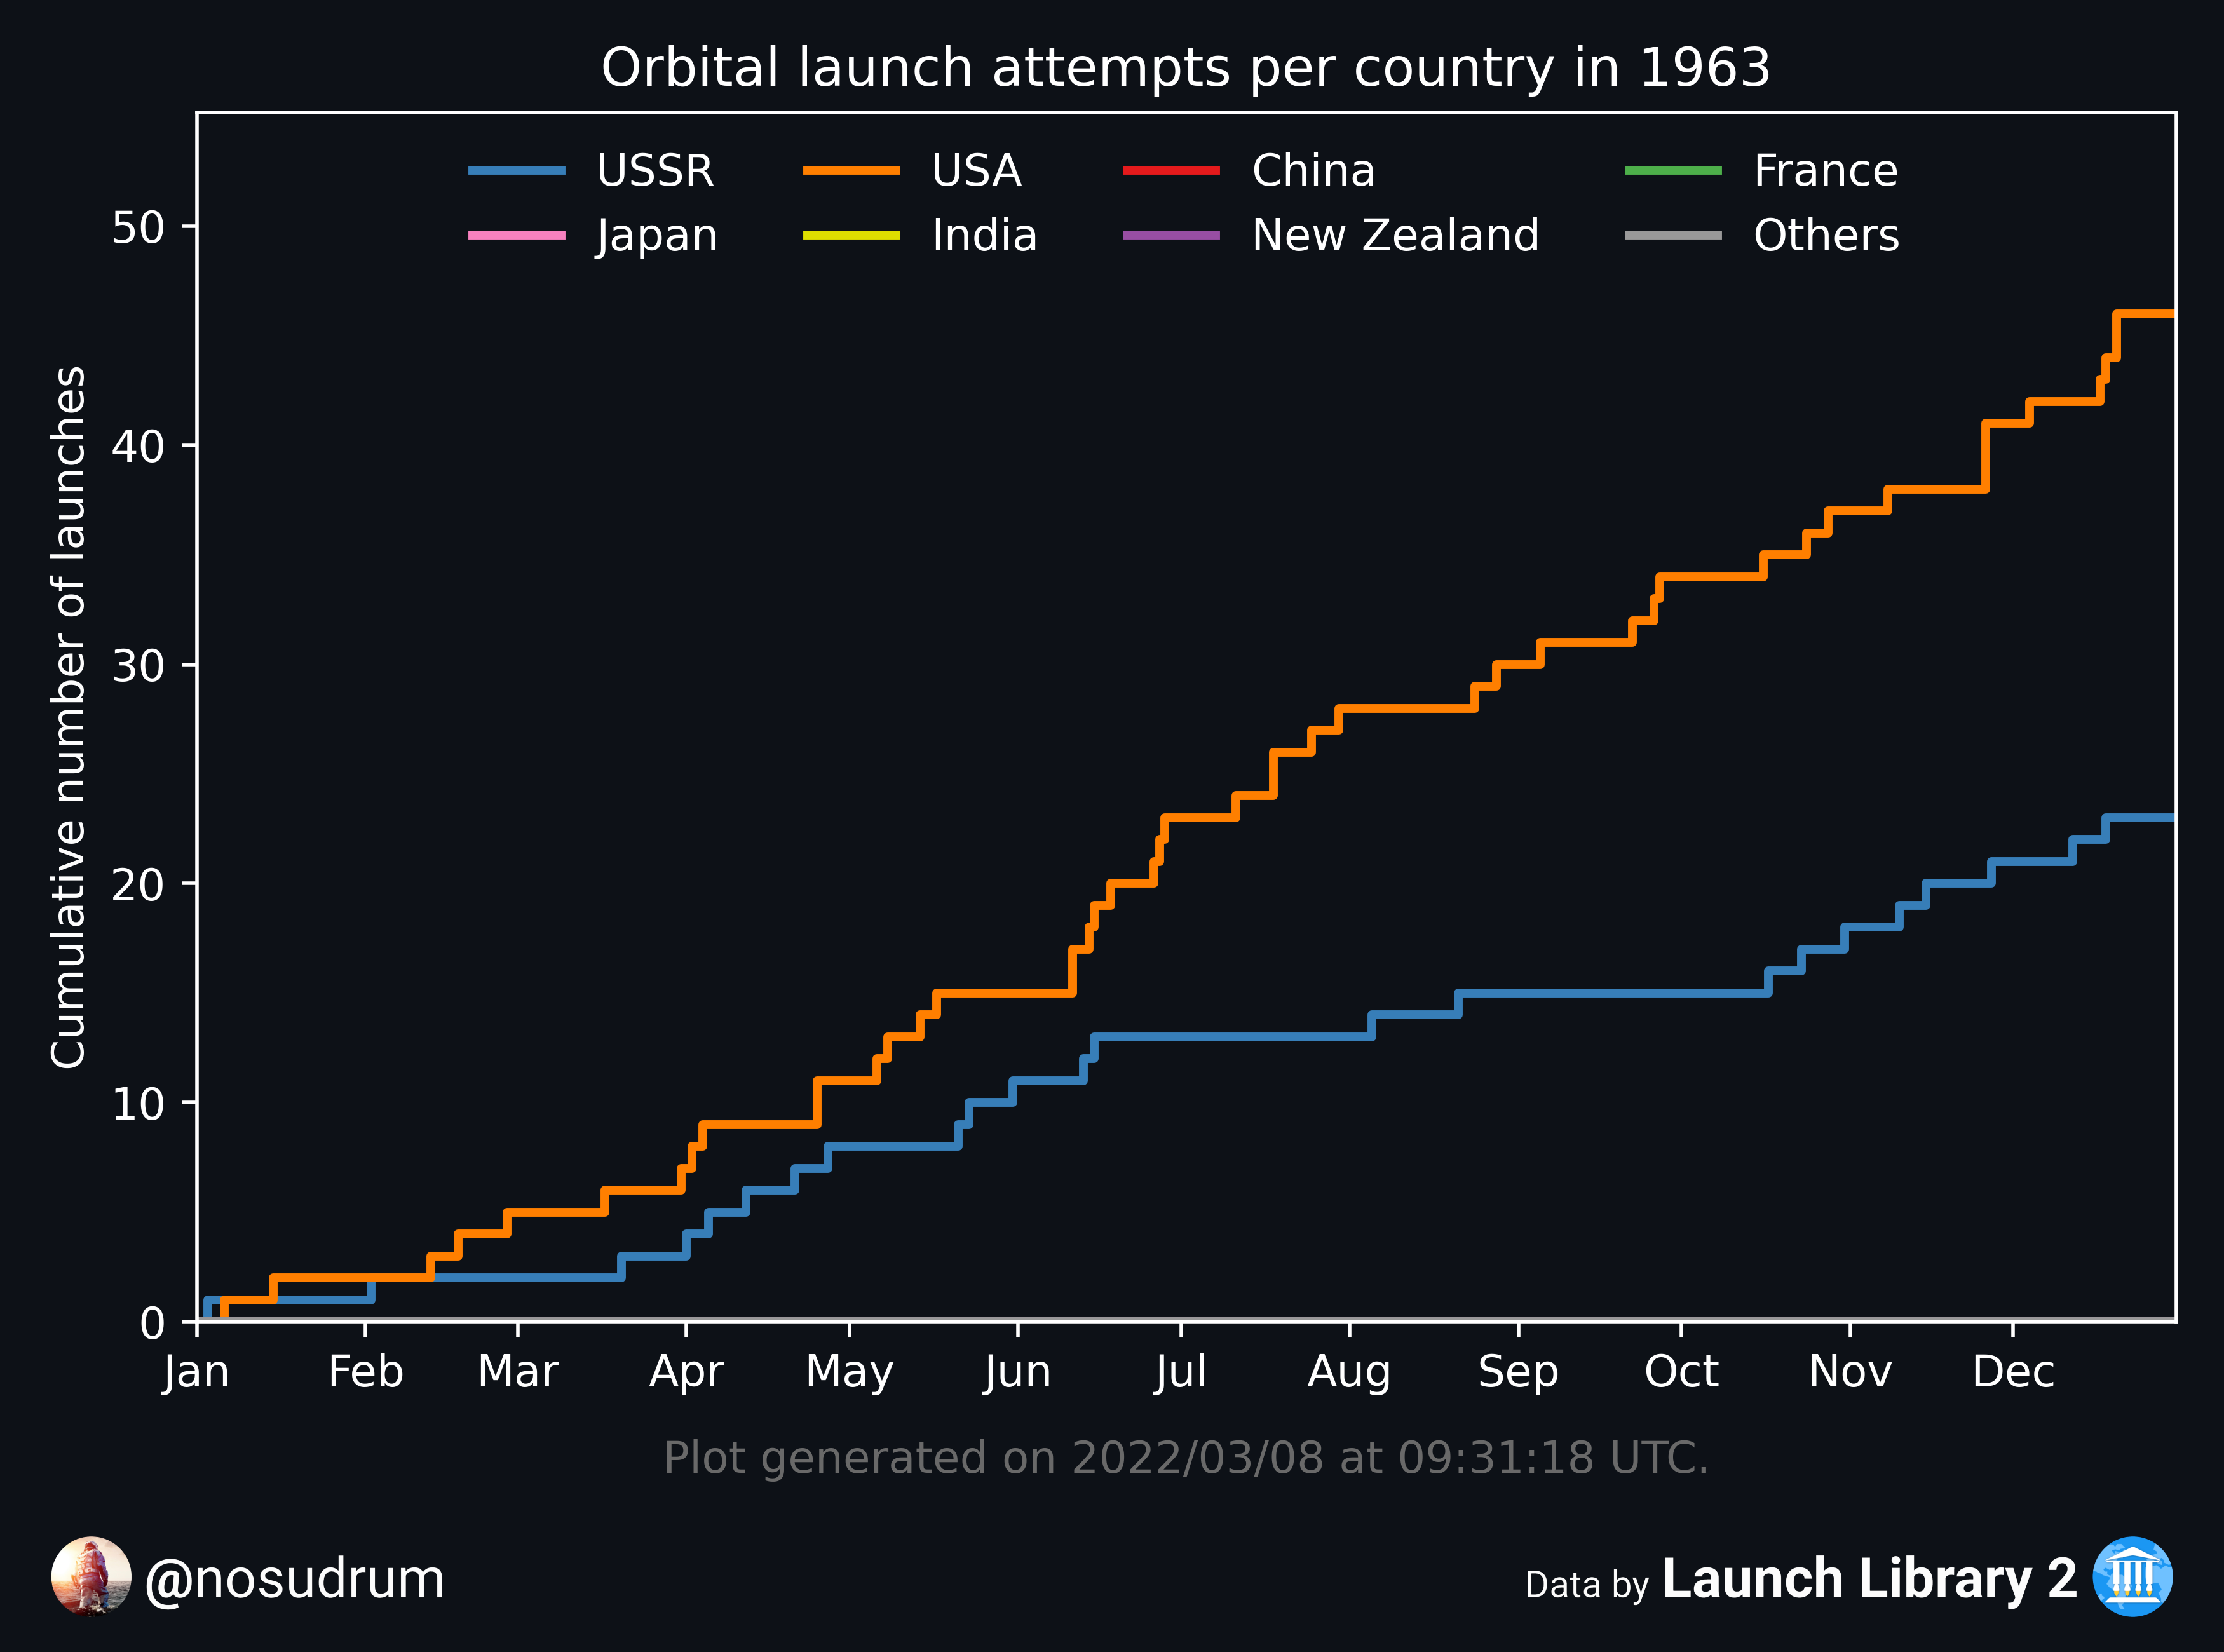 Orbital launch attempts per country in 1963
USSR USA China France
Japan India New Zealand Others
Cumulative number of launches
50
40
30
20
10
0
Jan Feb Mar Apr May Jun Jul Aug Sep Oct Nov Dec
Plot generated on 2022/03/08 at 09:31:18 UTC.
@nosudrum
Data by Launch Library 2